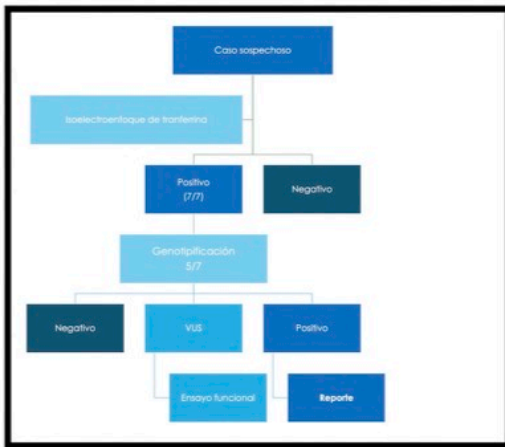 Caso sospechoso
Isoelectroenfoque de tranferrina
Positivo
(7/7)
Negativo
Genotipificación
5/7
Negativo
VUS
Positivo
Ensayo funcional
Reporte